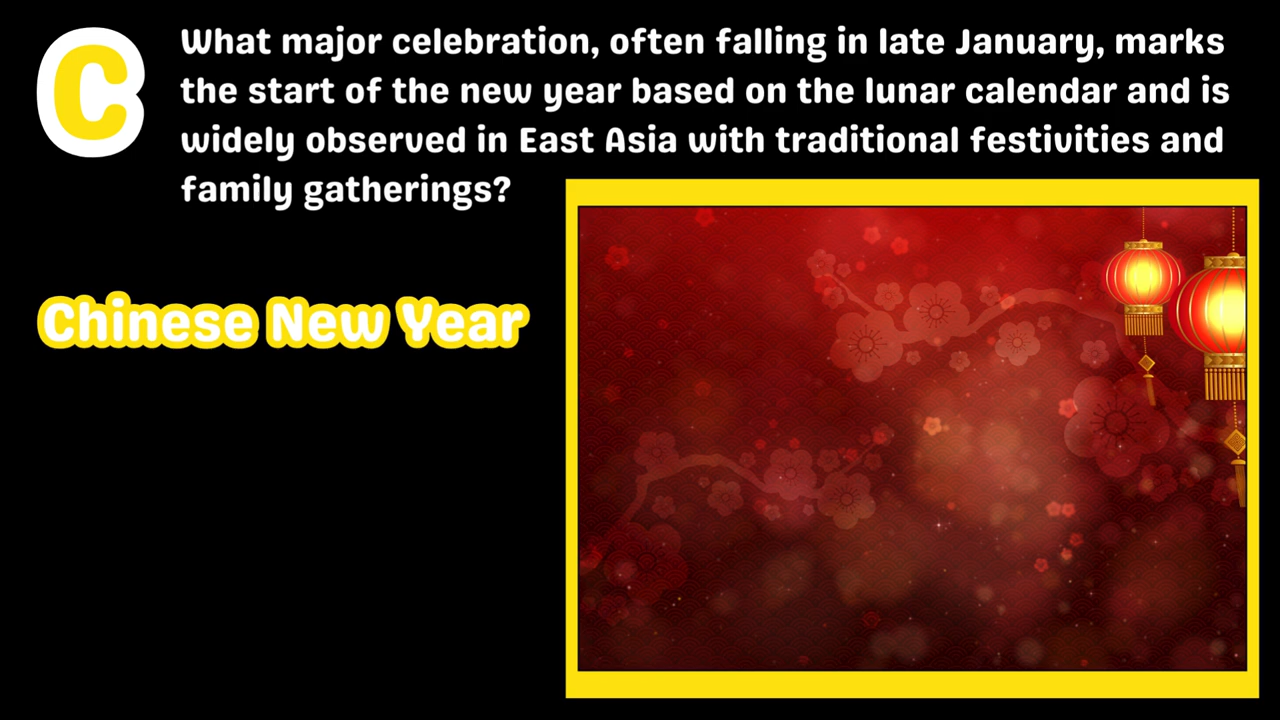 C
What major celebration, often falling in late January, marks
the start of the new year based on the lunar calendar and is
widely observed in East Asia with traditional festivities and
family gatherings?
Chinese New Year